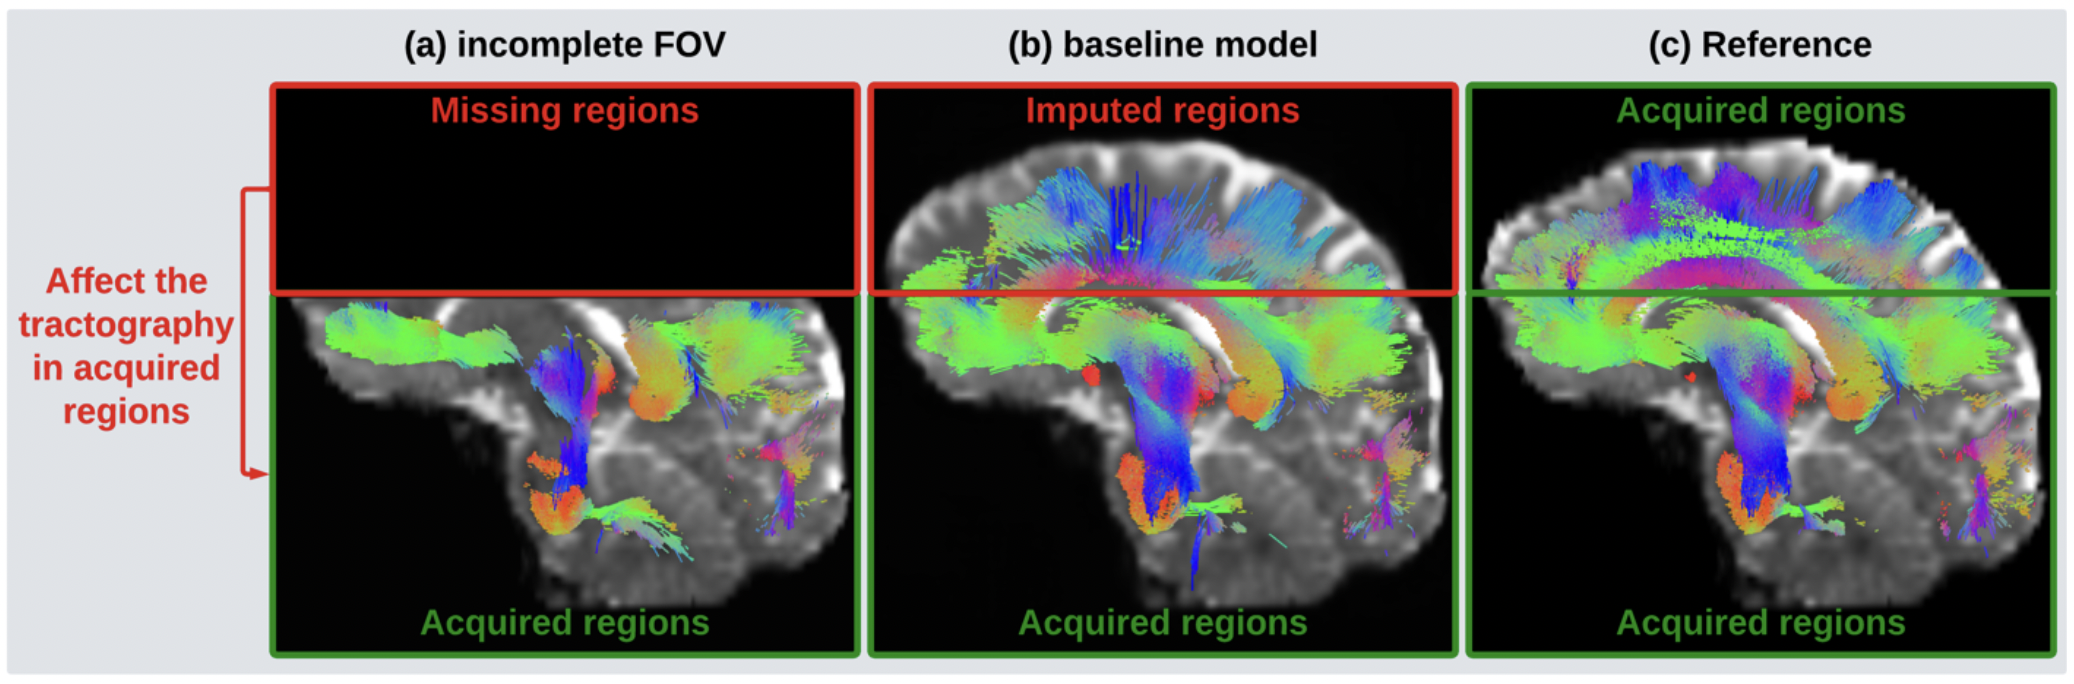 (a) incomplete FOV
(b) baseline model
(c) Reference
Missing regions
Imputed regions
Acquired regions
Affect the
tractography
in acquired
regions
Acquired regions
Acquired regions
Acquired regions